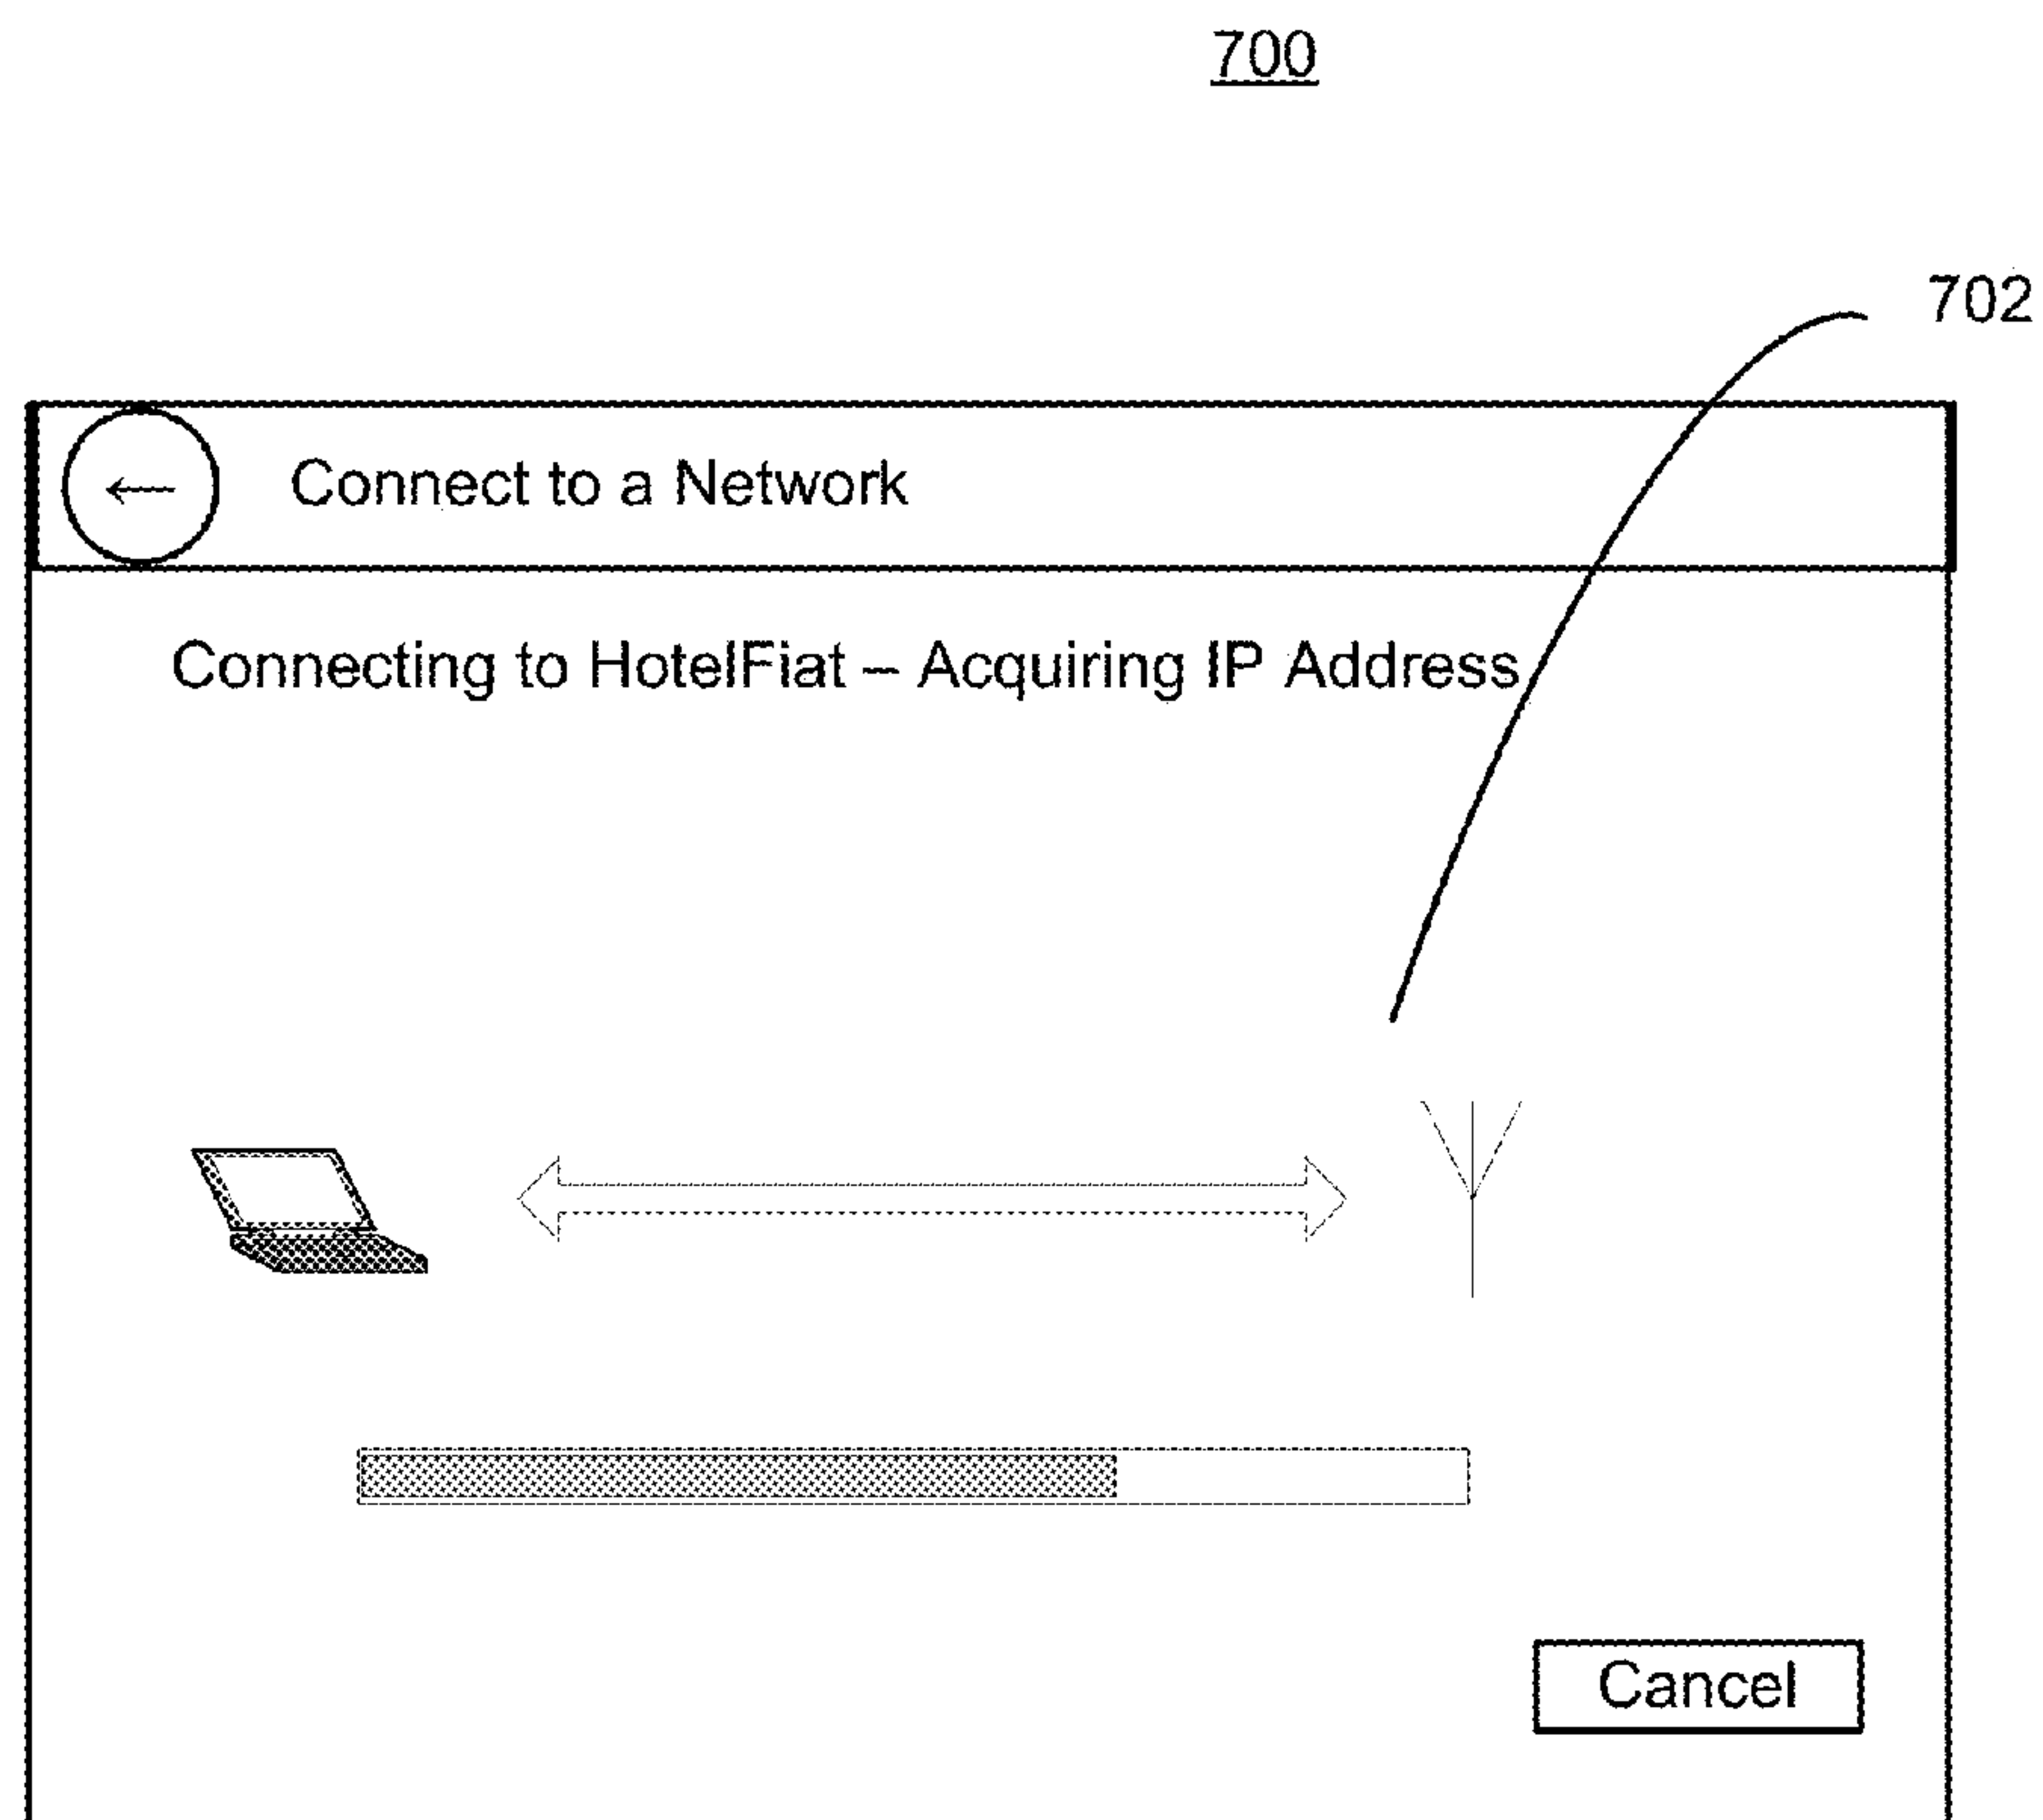 700
702
← Connect to a Network
Connecting to HotelFiat – Acquiring IP Address
Cancel